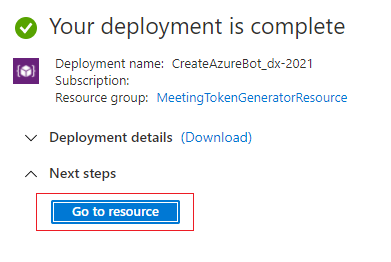 Your deployment is complete
Deployment name: CreateAzureBot_dx-2021
Subscription:
Resource group: MeetingTokenGeneratorResource
Deployment details (Download)
Next steps
Go to resource